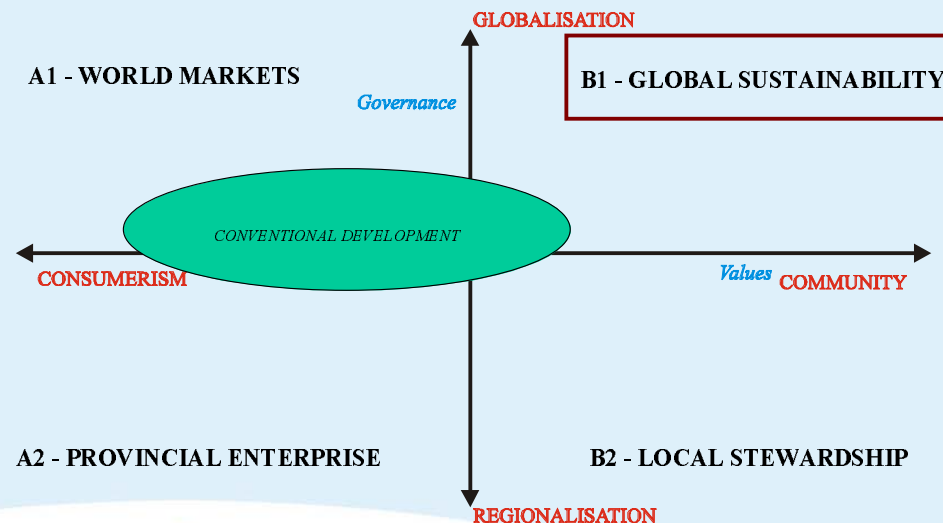 GLOBALISATION
A1 - WORLD MARKETS
B1 - GLOBAL SUSTAINABILITY
Governance
CONVENTIONAL DEVELOPMENT
CONSUMERISM
Values
COMMUNITY
A2 - PROVINCIAL ENTERPRISE
B2 - LOCAL STEWARDSHIP
REGIONALISATION